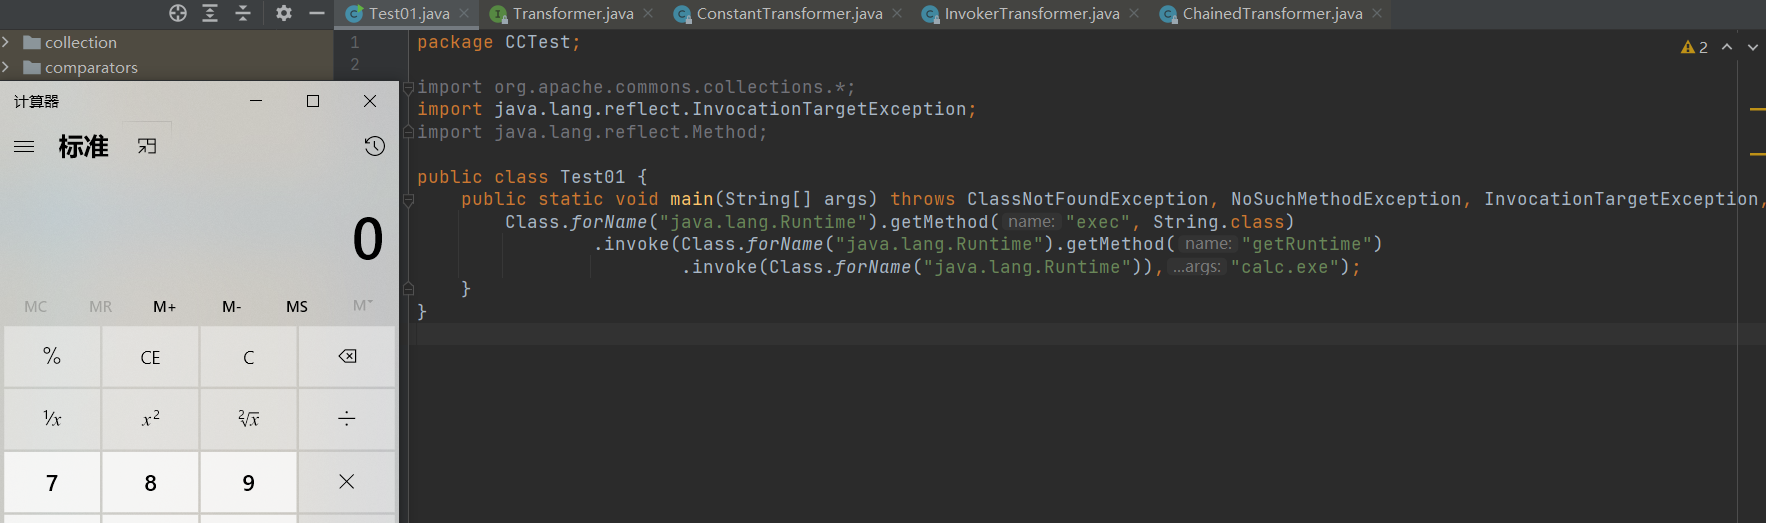 Test01.java
Transformer.java
ConstantTransformer.java
InvokerTransformer.java
ChainedTransformer.java
collection
comparators
计算器
标准
0
MC MR M+ M- MS M˅
% CE C
¹/x x² ²√x ÷
7 8 9 ×
1 package CCTest;
2
2
import org.apache.commons.collections.*;
import java.lang.reflect.InvocationTargetException;
import java.lang.reflect.Method;
public class Test01 {
public static void main(String[] args) throws ClassNotFoundException, NoSuchMethodException, InvocationTargetException,
Class.forName("java.lang.Runtime").getMethod( name: "exec", String.class)
.invoke(Class.forName("java.lang.Runtime").getMethod( name: "getRuntime")
.invoke(Class.forName("java.lang.Runtime")), ...args: "calc.exe");
}
}